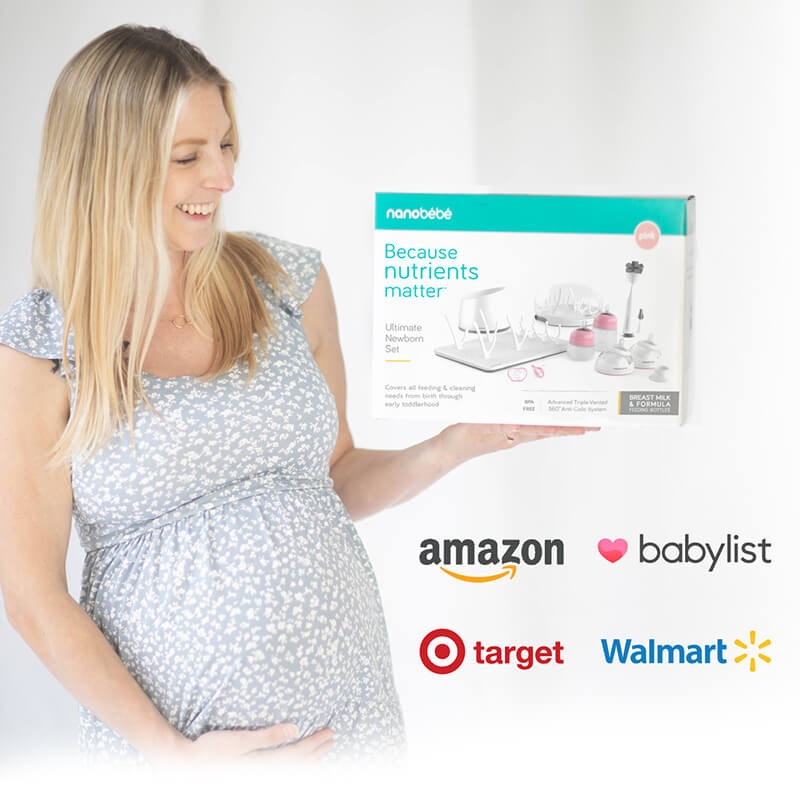 nanobébé
pink
Because
nutrients
matter™
Ultimate
Newborn
Set
Covers all feeding & cleaning
needs from birth through
early toddlerhood
BPA
FREE
Advanced Triple-Vented
360° Anti-Colic System
BREAST MILK
& FORMULA
FEEDING BOTTLES
amazon
babylist
target
Walmart